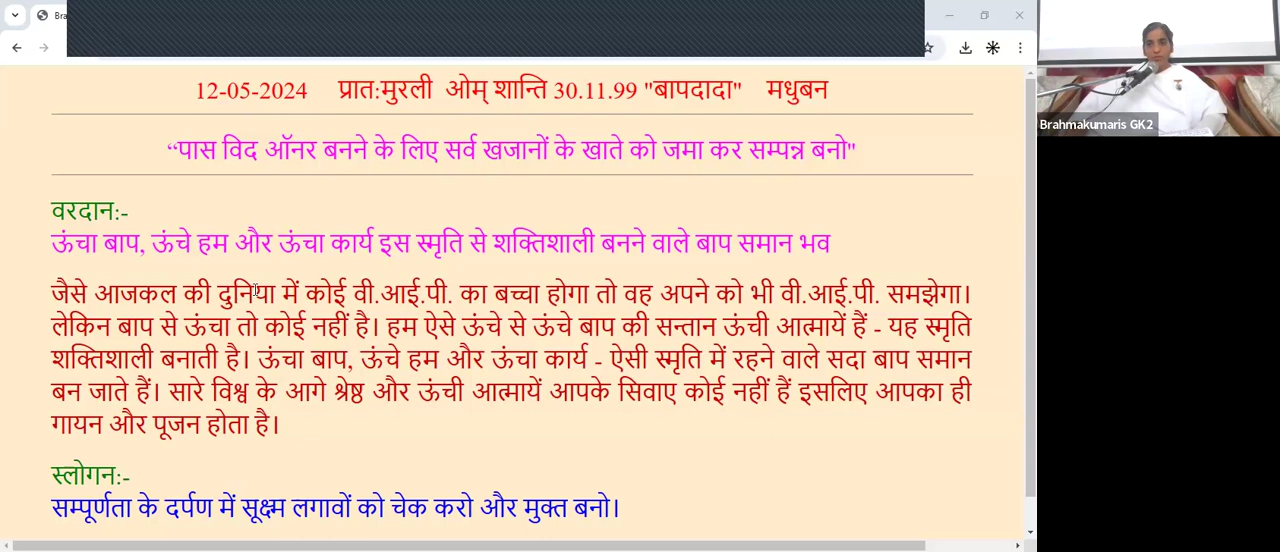 Bra
12-05-2024 प्रात:मुरली ओम् शान्ति 30.11.99 "बापदादा" मधुबन
“पास विद ऑनर बनने के लिए सर्व खजानों के खाते को जमा कर सम्पन्न बनो"
वरदान:-
ऊंचा बाप, ऊंचे हम और ऊंचा कार्य इस स्मृति से शक्तिशाली बनने वाले बाप समान भव
जैसे आजकल की दुनिया में कोई वी.आई.पी. का बच्चा होगा तो वह अपने को भी वी.आई.पी. समझेगा।
लेकिन बाप से ऊंचा तो कोई नहीं है। हम ऐसे ऊंचे से ऊंचे बाप की सन्तान ऊंची आत्मायें हैं - यह स्मृति
शक्तिशाली बनाती है। ऊंचा बाप, ऊंचे हम और ऊंचा कार्य - ऐसी स्मृति में रहने वाले सदा बाप समान
बन जाते हैं। सारे विश्व के आगे श्रेष्ठ और ऊंची आत्मायें आपके सिवाए कोई नहीं हैं इसलिए आपका ही
गायन और पूजन होता है।
स्लोगन:-
सम्पूर्णता के दर्पण में सूक्ष्म लगावों को चेक करो और मुक्त बनो।
Brahmakumaris GK2